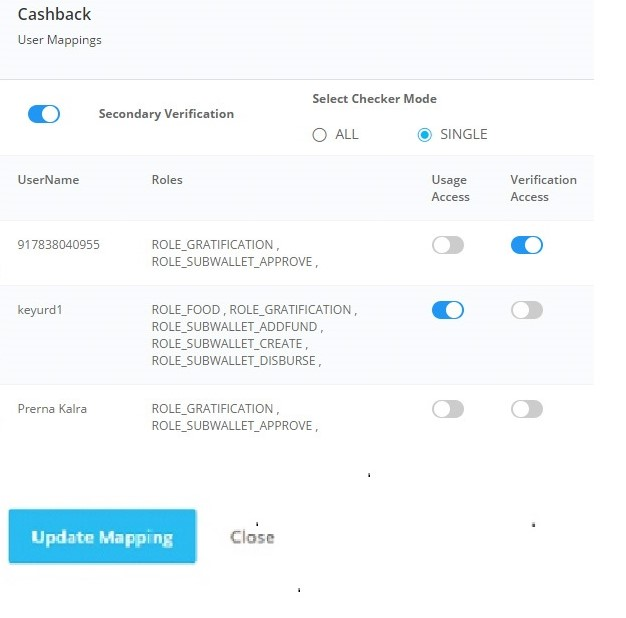 Cashback
User Mappings
Secondary Verification
Select Checker Mode
ALL SINGLE
UserName Roles Usage Access Verification Access
917838040955 ROLE_GRATIFICATION ,
ROLE_SUBWALLET_APPROVE ,
keyurd1 ROLE_FOOD , ROLE_GRATIFICATION ,
ROLE_SUBWALLET_ADDFUND ,
ROLE_SUBWALLET_CREATE ,
ROLE_SUBWALLET_DISBURSE ,
Prerna Kalra ROLE_GRATIFICATION ,
ROLE_SUBWALLET_APPROVE ,
Update Mapping Close